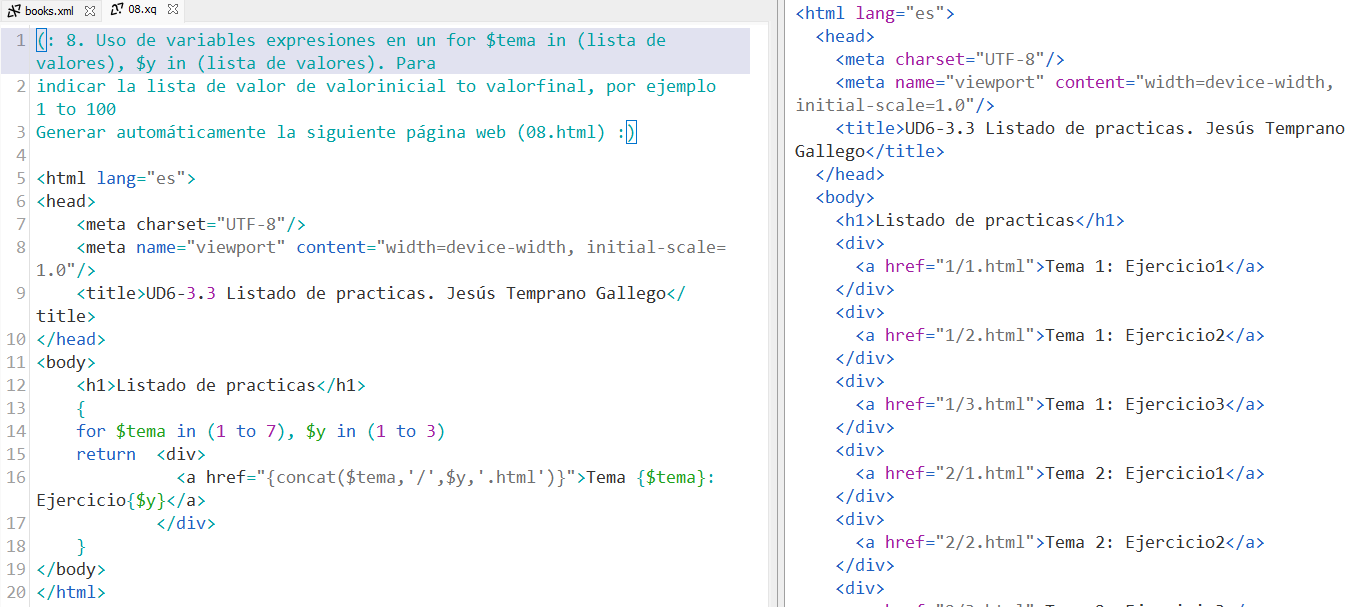 books.xml
08.xq
1 (: 8. Uso de variables expresiones en un for $tema in (lista de
valores), $y in (lista de valores). Para
2 indicar la lista de valor de valorinicial to valorfinal, por ejemplo
1 to 100
3 Generar automáticamente la siguiente página web (08.html) :)
4
5 <html lang="es">
6 <head>
7     <meta charset="UTF-8"/>
8     <meta name="viewport" content="width=device-width, initial-scale=
1.0"/>
9     <title>UD6-3.3 Listado de practicas. Jesús Temprano Gallego</
title>
10 </head>
11 <body>
12     <h1>Listado de practicas</h1>
13     {
14     for $tema in (1 to 7), $y in (1 to 3)
15     return  <div>
16               <a href="{concat($tema,'/',$y,'.html')}">Tema {$tema}:
Ejercicio{$y}</a>
17             </div>
18     }
19 </body>
20 </html>
<html lang="es">
  <head>
    <meta charset="UTF-8"/>
    <meta name="viewport" content="width=device-width,
initial-scale=1.0"/>
    <title>UD6-3.3 Listado de practicas. Jesús Temprano
Gallego</title>
  </head>
  <body>
    <h1>Listado de practicas</h1>
    <div>
      <a href="1/1.html">Tema 1: Ejercicio1</a>
    </div>
    <div>
      <a href="1/2.html">Tema 1: Ejercicio2</a>
    </div>
    <div>
      <a href="1/3.html">Tema 1: Ejercicio3</a>
    </div>
    <div>
      <a href="2/1.html">Tema 2: Ejercicio1</a>
    </div>
    <div>
      <a href="2/2.html">Tema 2: Ejercicio2</a>
    </div>
    <div>